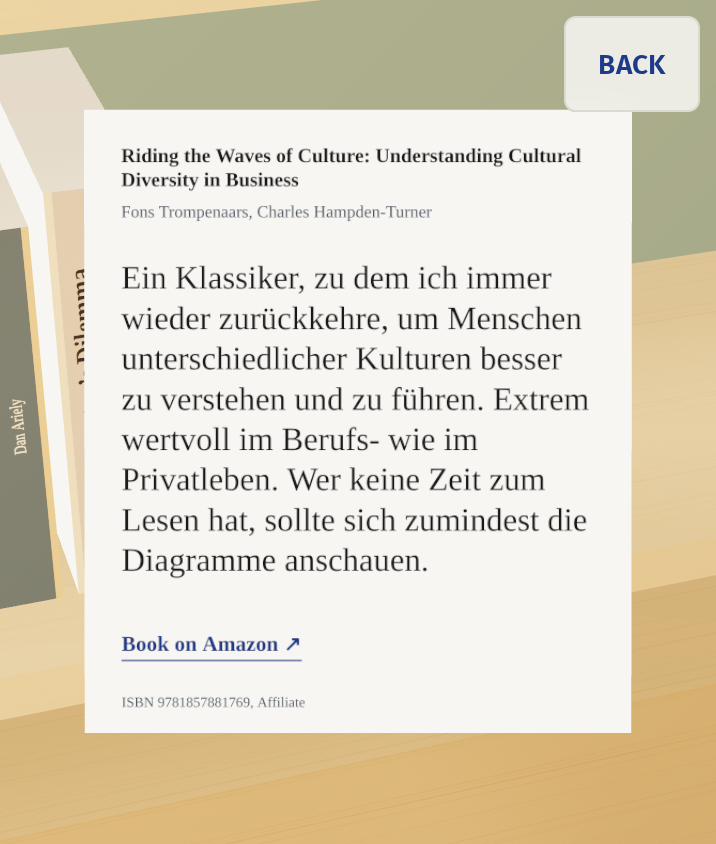 BACK
Riding the Waves of Culture: Understanding Cultural
Diversity in Business
Fons Trompenaars, Charles Hampden-Turner
Ein Klassiker, zu dem ich immer
wieder zurückkehre, um Menschen
unterschiedlicher Kulturen besser
zu verstehen und zu führen. Extrem
wertvoll im Berufs- wie im
Privatleben. Wer keine Zeit zum
Lesen hat, sollte sich zumindest die
Diagramme anschauen.
Book on Amazon ↗
ISBN 9781857881769, Affiliate
Dilemma
Dan Ariely